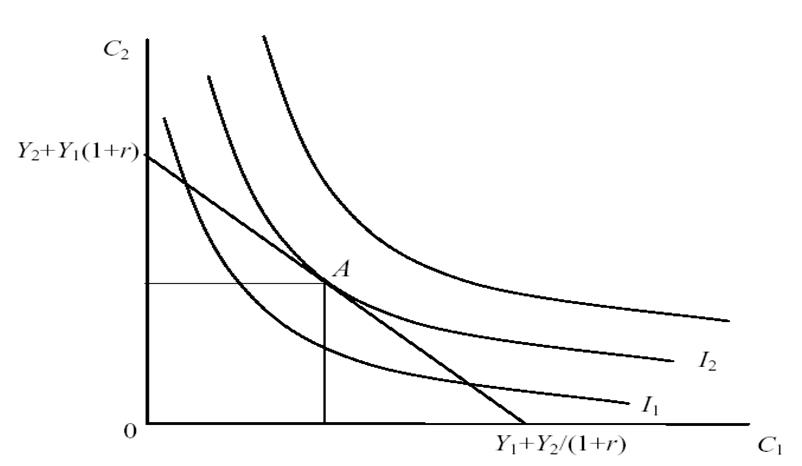 C₂
Y₂+Y₁(1+r)
A
I₂
I₁
0
Y₁+Y₂/(1+r)
C₁